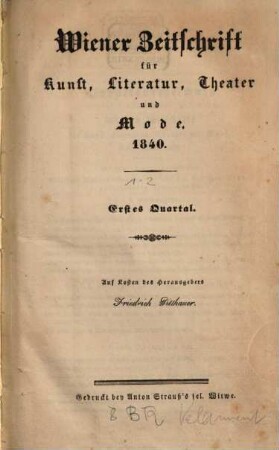 Wiener Zeitschrift
für
Kunst, Literatur, Theater
und
Mode.
1840.
1-2
Erstes Quartal.
Auf Kosten des Herausgebers
Friedrich Witthauer.
Gedruckt bey Anton Strauß's sel. Witwe.